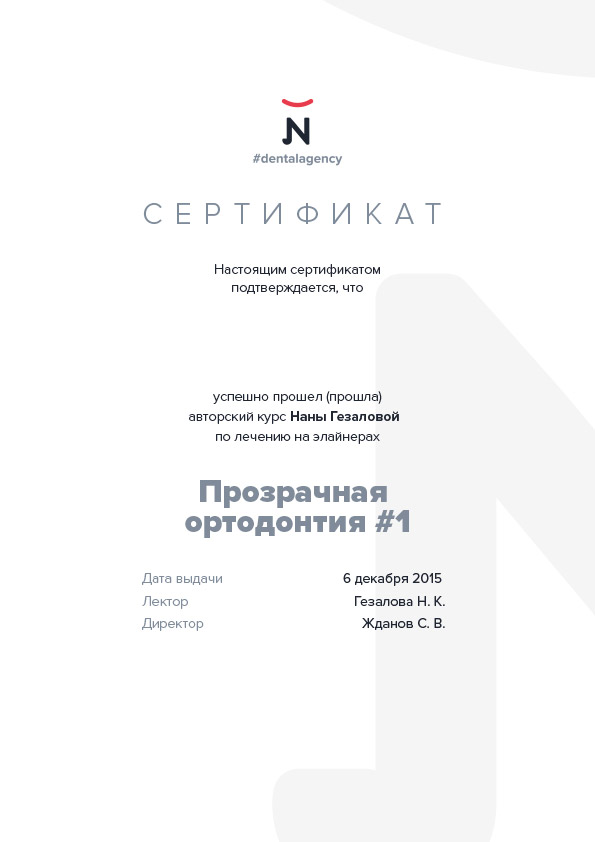 N
#dentalagency
СЕРТИФИКАТ
Настоящим сертификатом
подтверждается, что
успешно прошел (прошла)
авторский курс Наны Гезаловой
по лечению на элайнерах
Прозрачная
ортодонтия #1
Дата выдачи 6 декабря 2015
Лектор Гезалова Н. К.
Директор Жданов С. В.